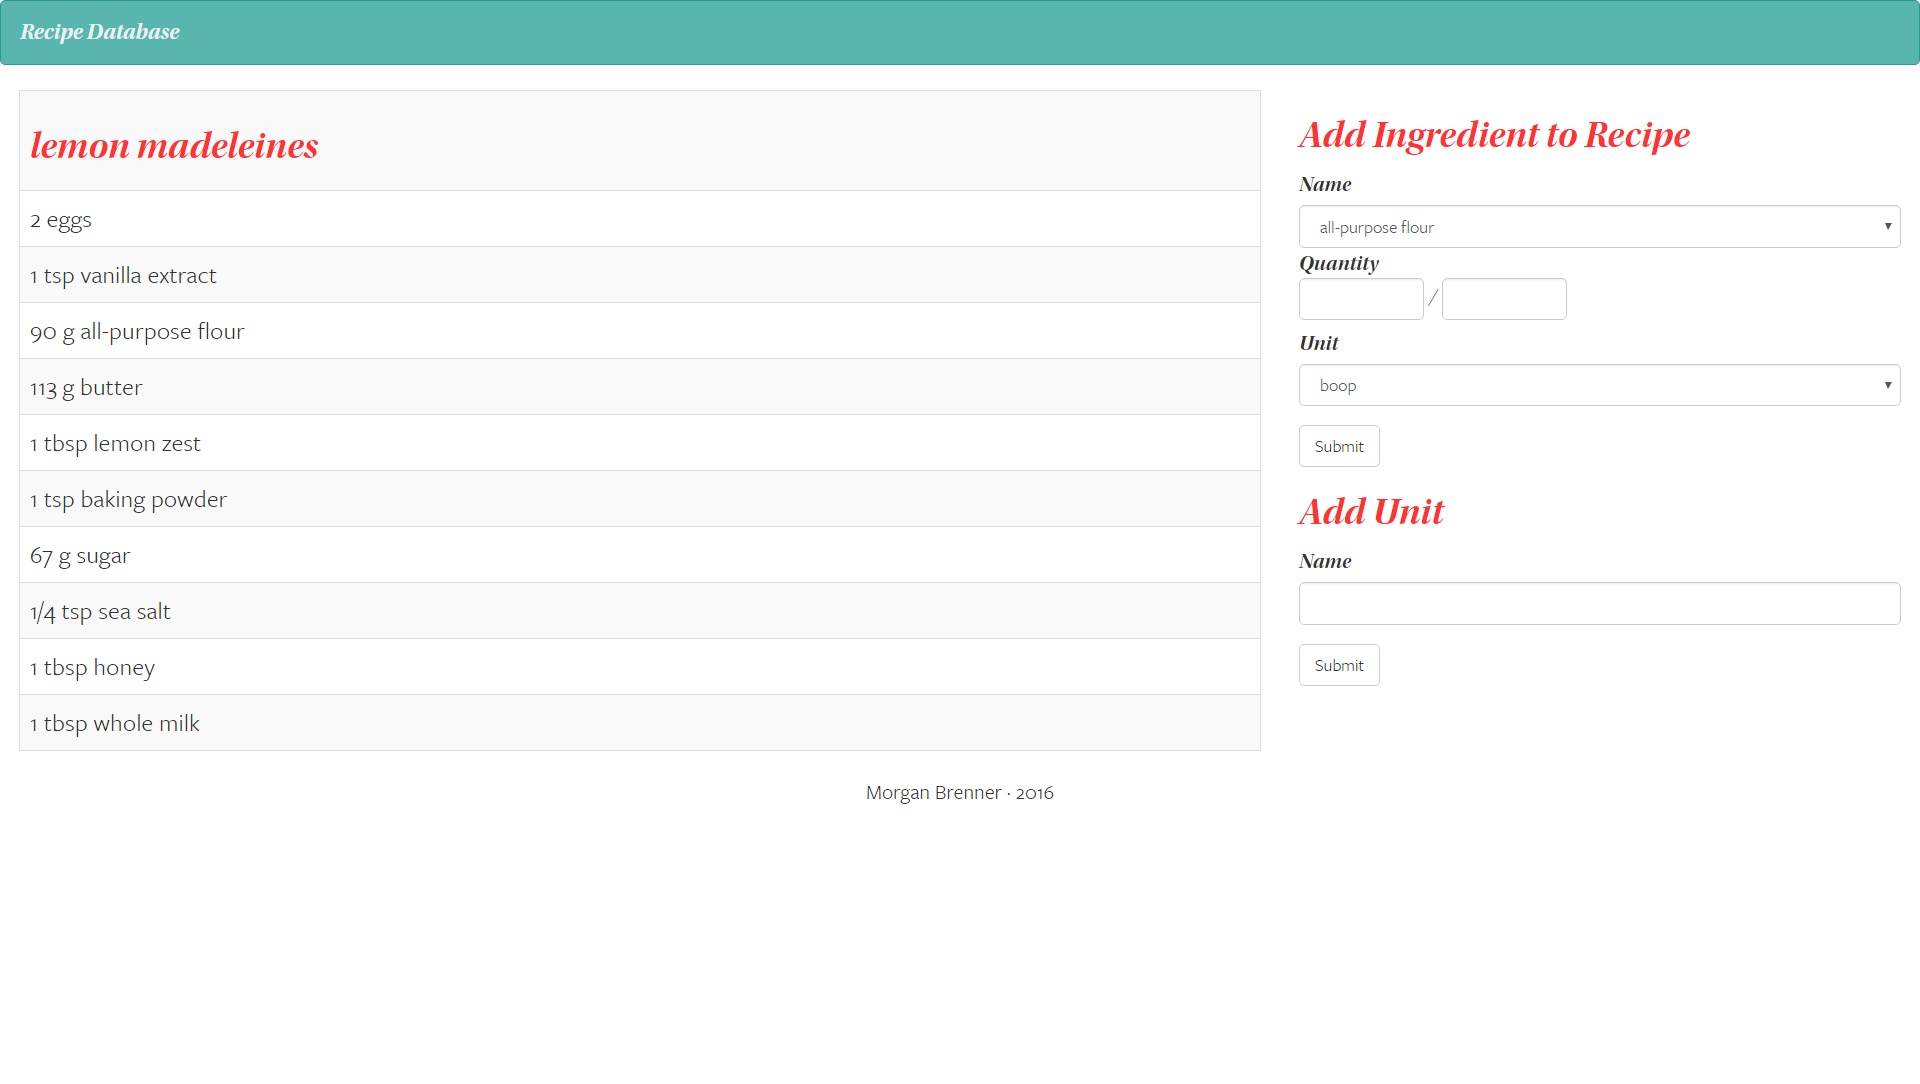 Recipe Database
lemon madeleines
2 eggs
1 tsp vanilla extract
90 g all-purpose flour
113 g butter
1 tbsp lemon zest
1 tsp baking powder
67 g sugar
1/4 tsp sea salt
1 tbsp honey
1 tbsp whole milk
Add Ingredient to Recipe
Name
all-purpose flour
Quantity
/
Unit
boop
Submit
Add Unit
Name
Submit
Morgan Brenner · 2016